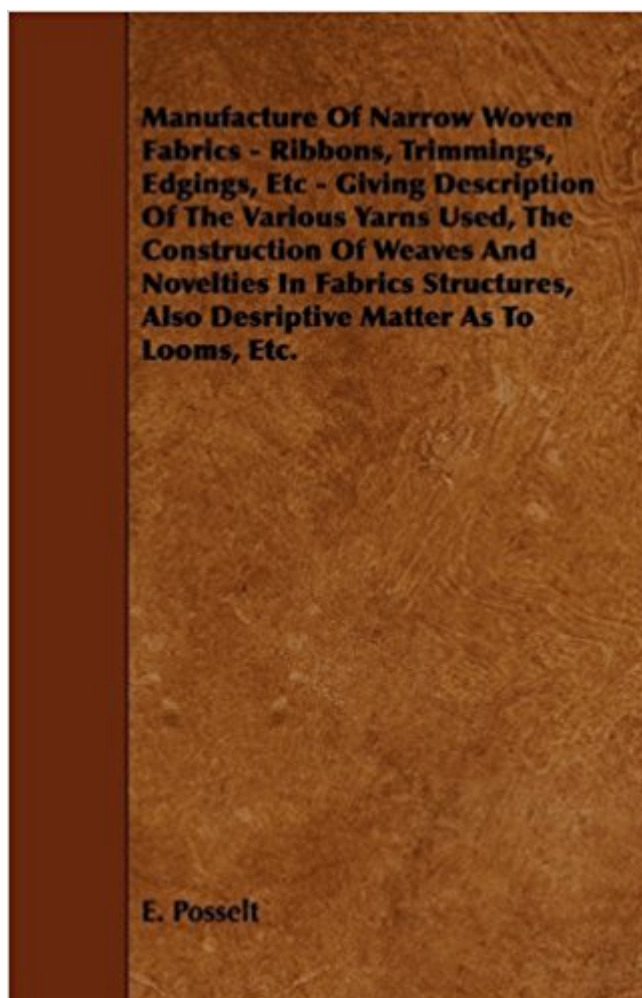 Manufacture Of Narrow Woven
Fabrics - Ribbons, Trimmings,
Edgings, Etc - Giving Description
Of The Various Yarns Used, The
Construction Of Weaves And
Novelties In Fabrics Structures,
Also Desriptive Matter As To
Looms, Etc.
E. Posselt